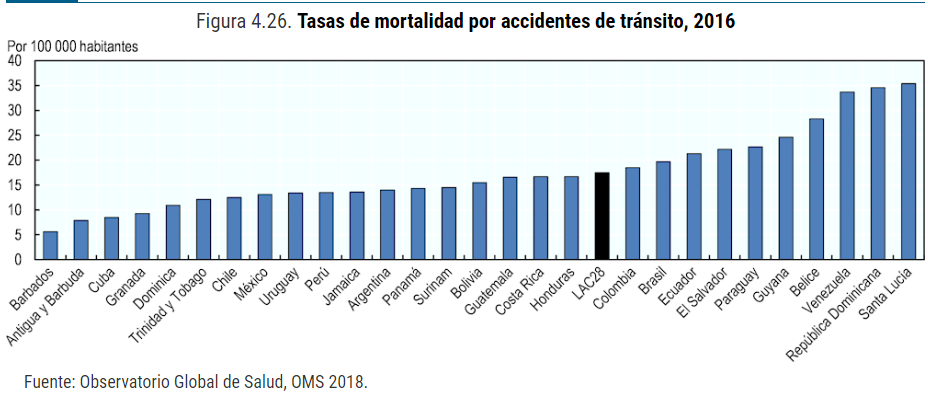 Figura 4.26. Tasas de mortalidad por accidentes de tránsito, 2016
Por 100 000 habitantes
40
35
30
25
20
15
10
5
0
Barbados
Antigua y Barbuda
Cuba
Granada
Dominica
Trinidad y Tobago
Chile
México
Uruguay
Perú
Jamaica
Argentina
Panamá
Surinam
Bolivia
Guatemala
Costa Rica
Honduras
LAC28
Colombia
Brasil
Ecuador
El Salvador
Paraguay
Guyana
Belice
Venezuela
República Dominicana
Santa Lucía
Fuente: Observatorio Global de Salud, OMS 2018.